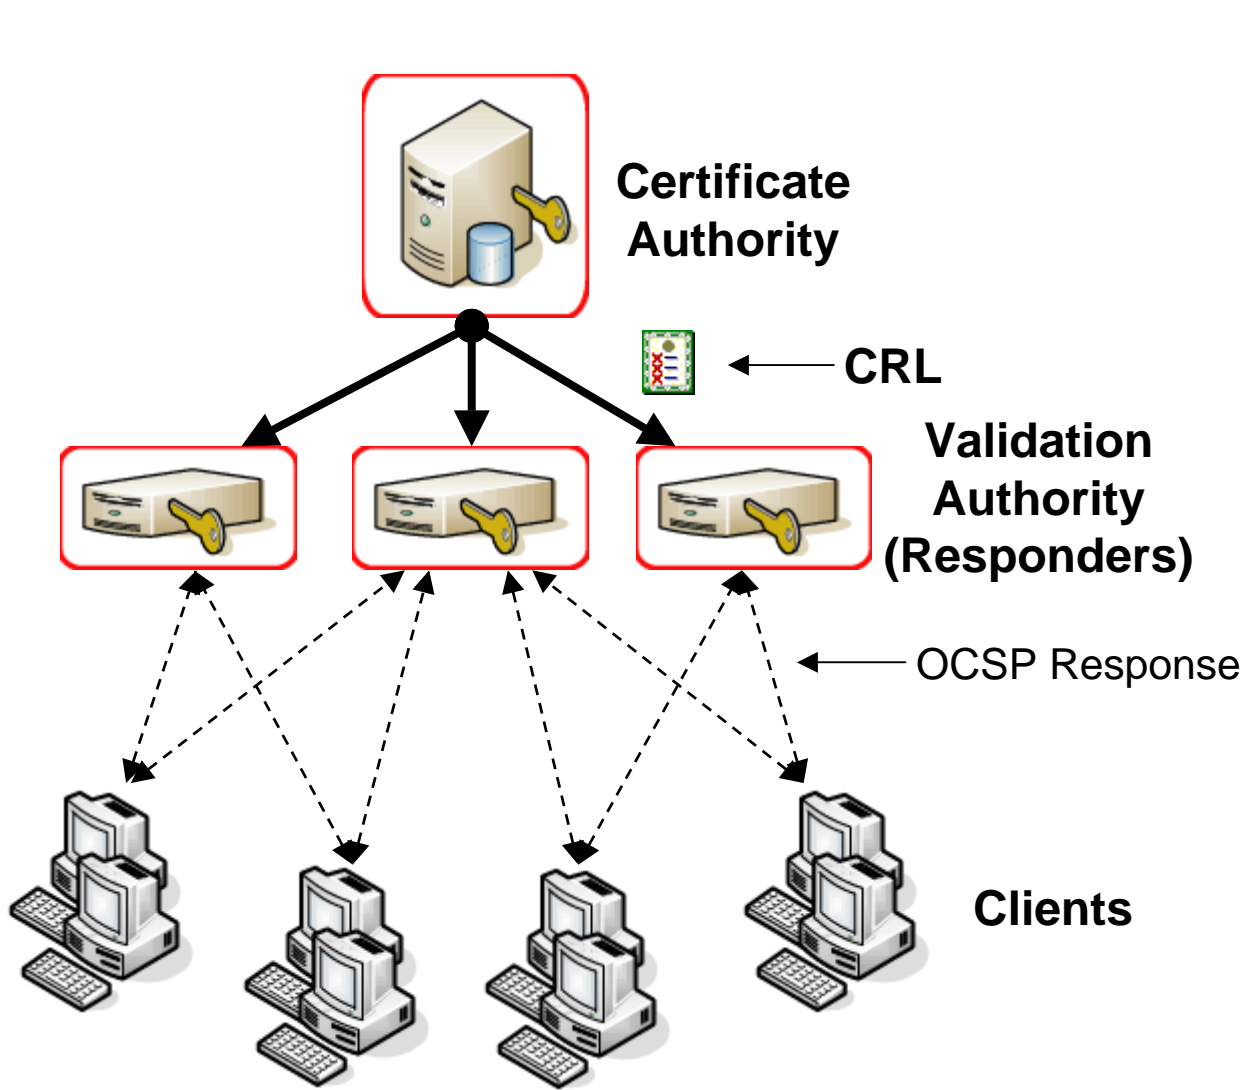 Certificate
Authority
CRL
Validation
Authority
(Responders)
OCSP Response
Clients